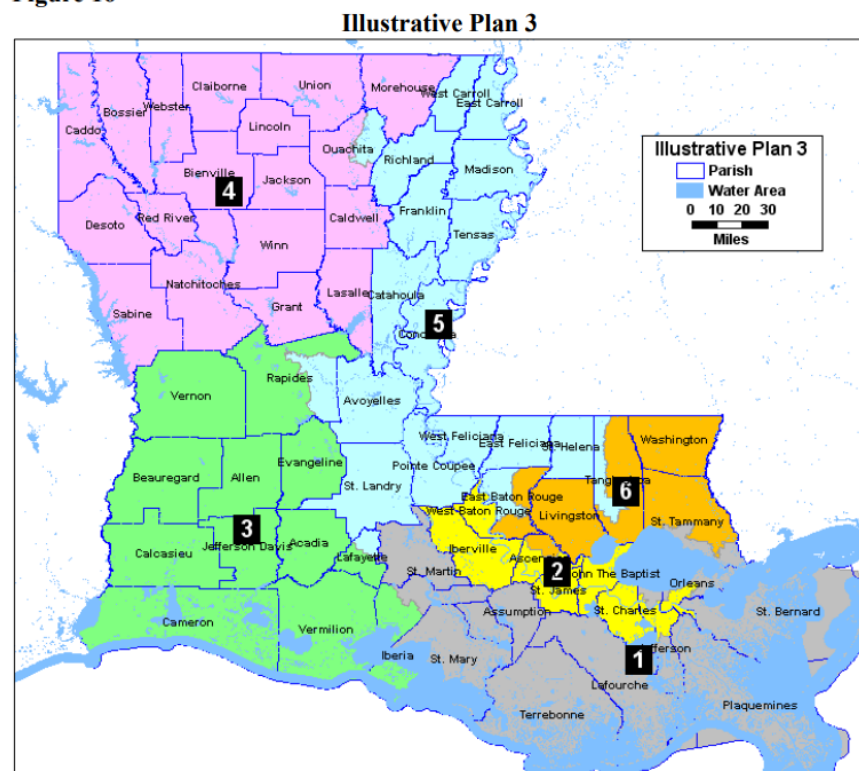 Figure 10
Illustrative Plan 3
Illustrative Plan 3
Parish
Water Area
0 10 20 30
Miles
Claiborne
Union
Morehouse
West Carroll
East Carroll
Bossier
Webster
Caddo
Lincoln
Ouachita
Richland
Madison
Bienville
4
Jackson
Franklin
Desoto
Red River
Caldwell
Tensas
Winn
Natchitoches
Lasalle
Catahoula
Sabine
Grant
5
Rapides
Vernon
Avoyelles
West Feliciana
East Feliciana
St. Helena
Washington
Beauregard
Allen
Evangeline
Pointe Coupee
St. Landry
6
East Baton Rouge
West Baton Rouge
Livingston
St. Tammany
3
Jefferson Davis
Calcasieu
Acadia
Lafayette
Iberville
Ascension
2
St. Martin
St. James
John The Baptist
Orleans
Assumption
St. Charles
St. Bernard
Cameron
Vermilion
Iberia
St. Mary
1
Lafourche
Plaquemines
Terrebonne